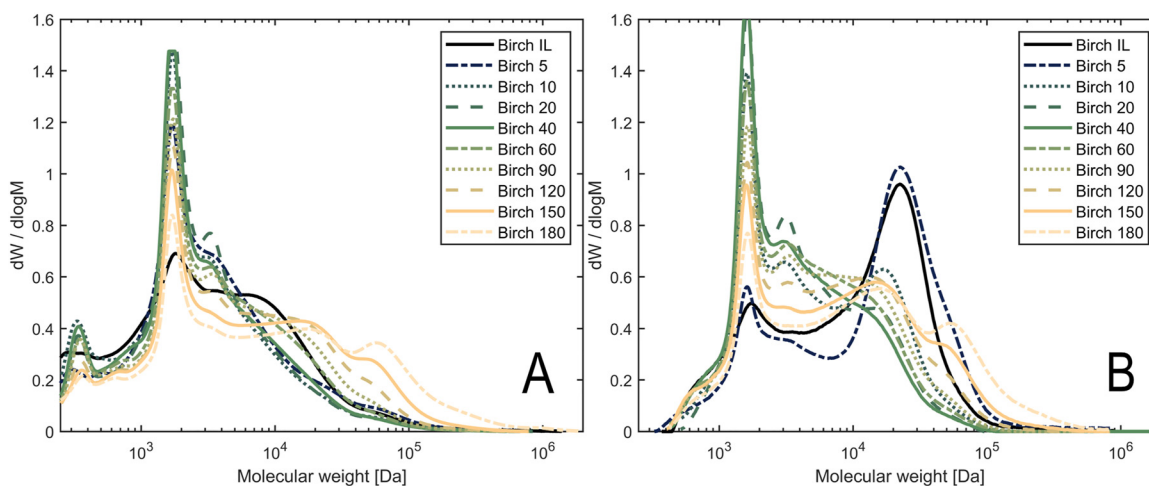 1.6
1.4
1.2
1
0.8
0.6
0.4
0.2
0
dW / dlogM
10³
10⁴
10⁵
10⁶
Molecular weight [Da]
Birch IL
Birch 5
Birch 10
Birch 20
Birch 40
Birch 60
Birch 90
Birch 120
Birch 150
Birch 180
A
1.6
1.4
1.2
1
0.8
0.6
0.4
0.2
0
dW / dlogM
10³
10⁴
10⁵
10⁶
Molecular weight [Da]
Birch IL
Birch 5
Birch 10
Birch 20
Birch 40
Birch 60
Birch 90
Birch 120
Birch 150
Birch 180
B